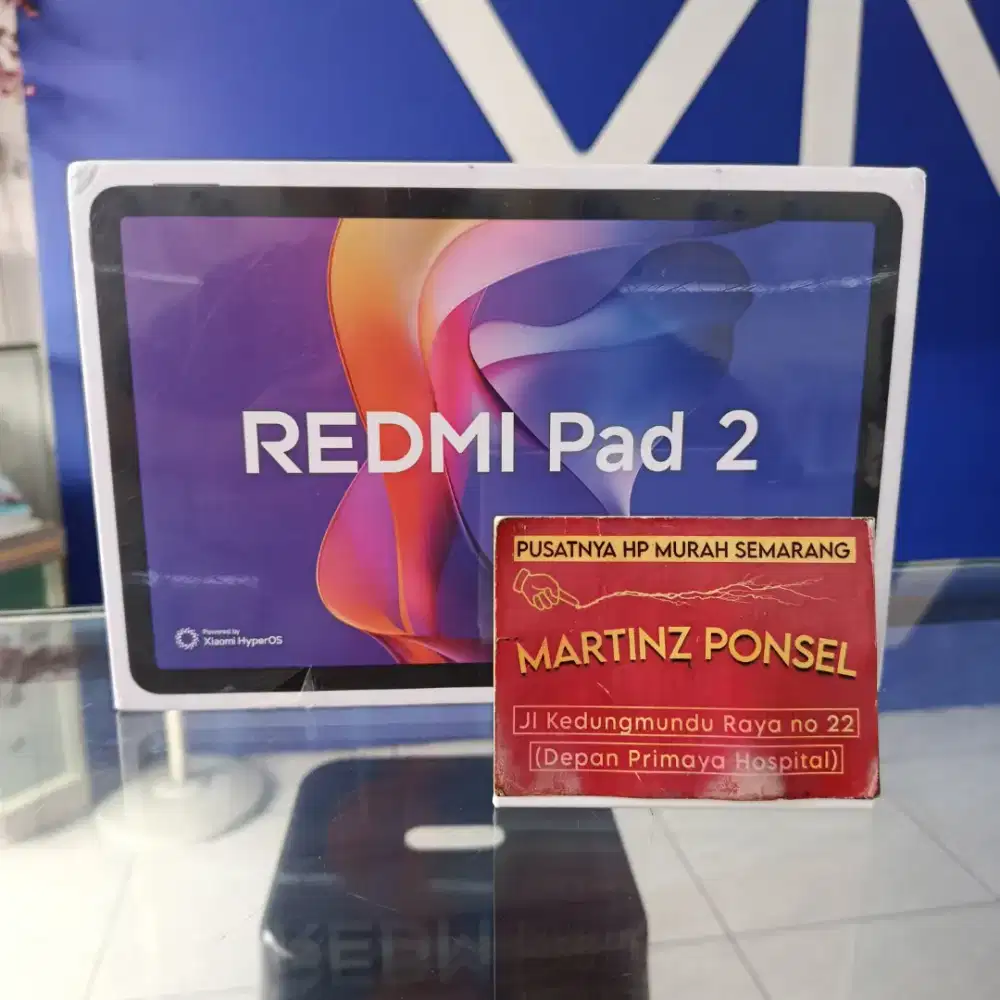 REDMI Pad 2
Powered by
Xiaomi HyperOS
PUSATNYA HP MURAH SEMARANG
MARTINZ PONSEL
Jl Kedungmundu Raya no 22
(Depan Primaya Hospital)